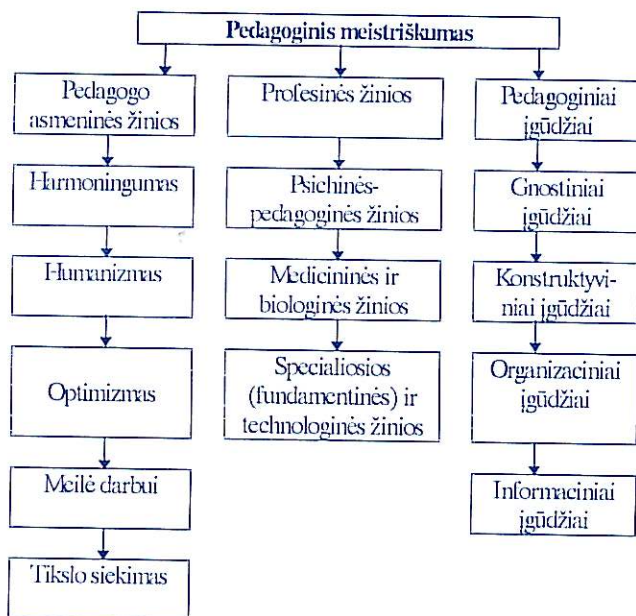 Pedagoginis meistriškumas
Pedagogo
asmeninės žinios
Harmoningumas
Humanizmas
Optimizmas
Meilė darbui
Tikslo siekimas
Profesinės žinios
Psichinės-
pedagoginės žinios
Medicininės ir
biologinės žinios
Specialiosios
(fundamentinės) ir
technologinės žinios
Pedagoginiai
įgūdžiai
Gnostiniai
įgūdžiai
Konstruktyvi-
niai įgūdžiai
Organizaciniai
įgūdžiai
Informaciniai
įgūdžiai